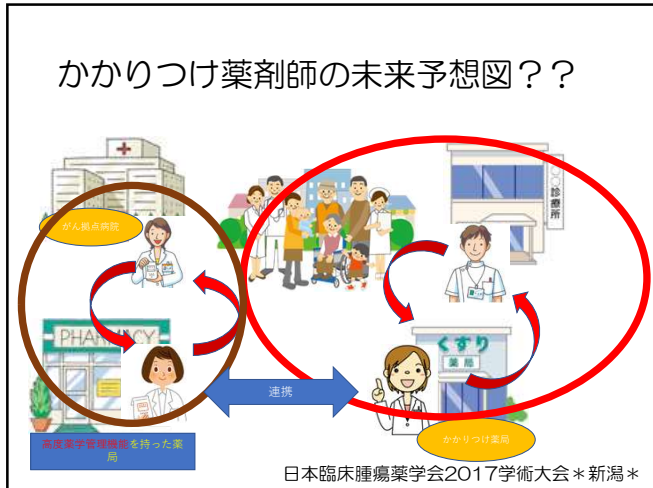 かかりつけ薬剤師の未来予想図？？
がん拠点病院
〇〇診療所
PHARMACY
くすり
薬局
連携
高度薬学管理機能を持った薬
局
かかりつけ薬局
日本臨床腫瘍薬学会2017学術大会＊新潟＊